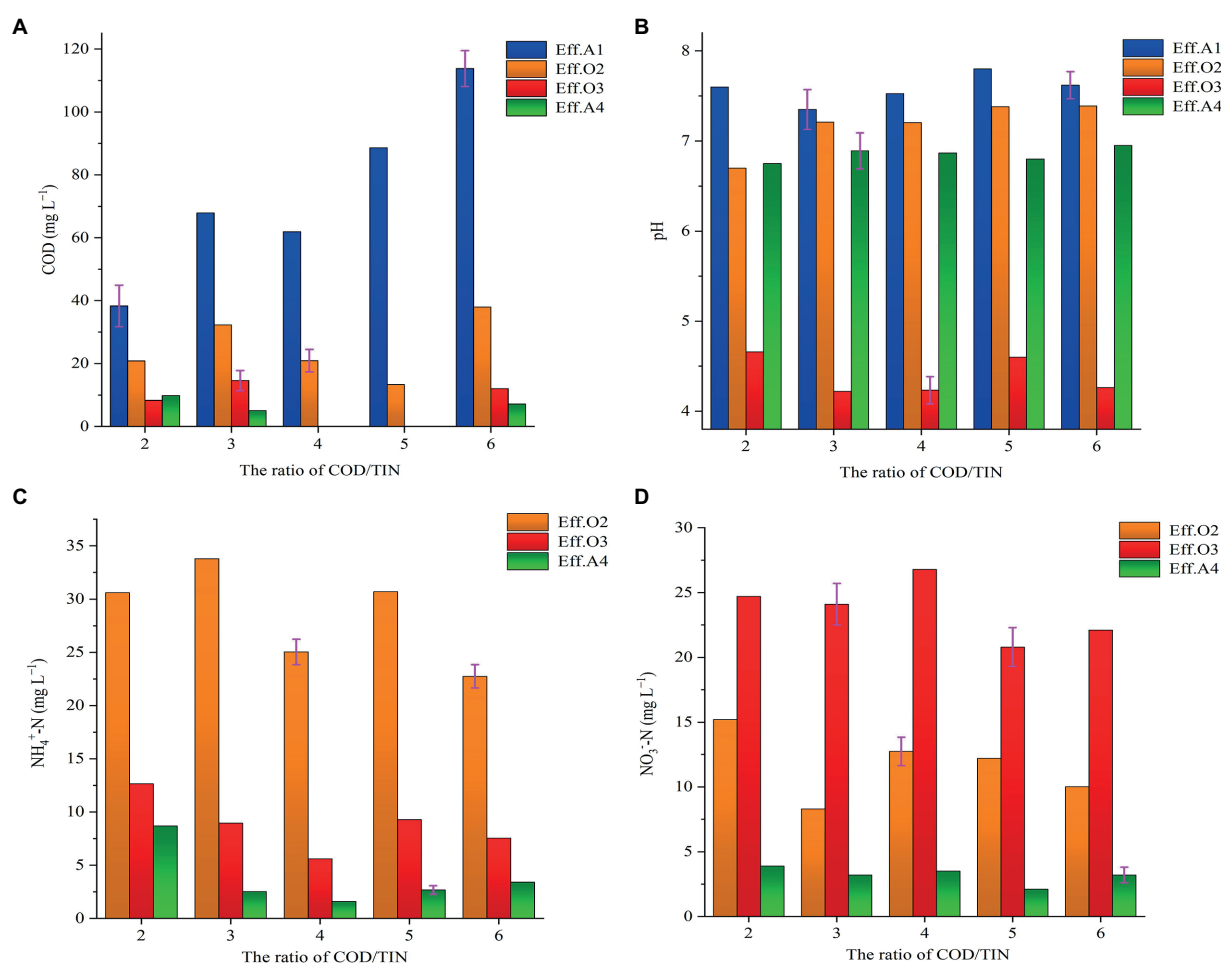 A
COD (mg L⁻¹)
120
100
80
60
40
20
0
2 3 4 5 6
The ratio of COD/TIN
Eff.A1
Eff.O2
Eff.O3
Eff.A4
B
pH
8
7
6
5
4
2 3 4 5 6
The ratio of COD/TIN
Eff.A1
Eff.O2
Eff.O3
Eff.A4
C
NH₄⁺-N (mg L⁻¹)
35
30
25
20
15
10
5
0
2 3 4 5 6
The ratio of COD/TIN
Eff.O2
Eff.O3
Eff.A4
D
NO₃⁻-N (mg L⁻¹)
30
25
20
15
10
5
0
2 3 4 5 6
The ratio of COD/TIN
Eff.O2
Eff.O3
Eff.A4